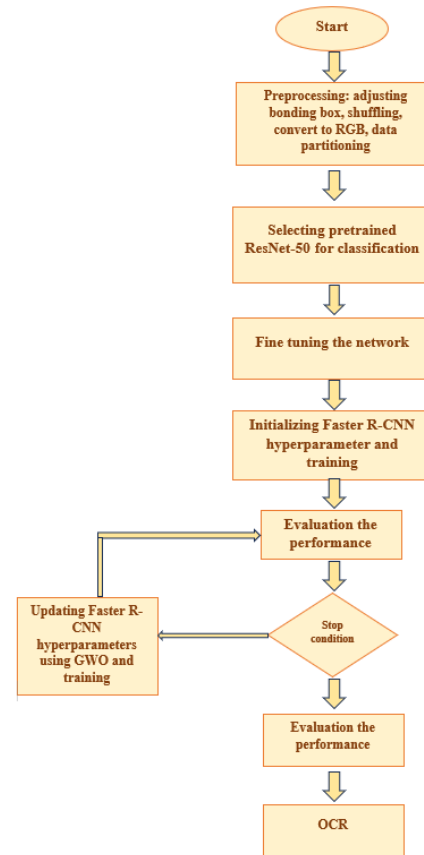 Start
Preprocessing: adjusting
bonding box, shuffling,
convert to RGB, data
partitioning
Selecting pretrained
ResNet-50 for classification
Fine tuning the network
Initializing Faster R-CNN
hyperparameter and
training
Evaluation the
performance
Updating Faster R-
CNN
hyperparameters
using GWO and
training
Stop
condition
Evaluation the
performance
OCR